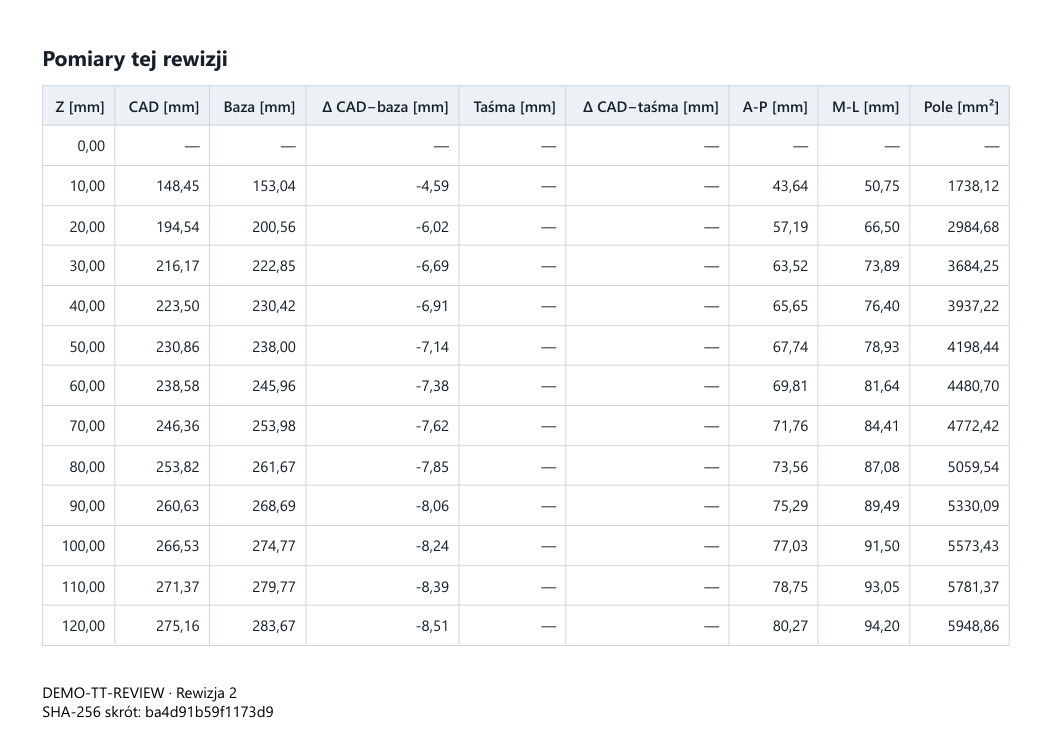 Pomiary tej rewizji
Z [mm] CAD [mm] Baza [mm] Δ CAD–baza [mm] Taśma [mm] Δ CAD–taśma [mm] A-P [mm] M-L [mm] Pole [mm²]
0,00 — — — — — — — —
10,00 148,45 153,04 -4,59 — — 43,64 50,75 1738,12
20,00 194,54 200,56 -6,02 — — 57,19 66,50 2984,68
30,00 216,17 222,85 -6,69 — — 63,52 73,89 3684,25
40,00 223,50 230,42 -6,91 — — 65,65 76,40 3937,22
50,00 230,86 238,00 -7,14 — — 67,74 78,93 4198,44
60,00 238,58 245,96 -7,38 — — 69,81 81,64 4480,70
70,00 246,36 253,98 -7,62 — — 71,76 84,41 4772,42
80,00 253,82 261,67 -7,85 — — 73,56 87,08 5059,54
90,00 260,63 268,69 -8,06 — — 75,29 89,49 5330,09
100,00 266,53 274,77 -8,24 — — 77,03 91,50 5573,43
110,00 271,37 279,77 -8,39 — — 78,75 93,05 5781,37
120,00 275,16 283,67 -8,51 — — 80,27 94,20 5948,86
DEMO-TT-REVIEW · Rewizja 2
SHA-256 skrót: ba4d91b59f1173d9